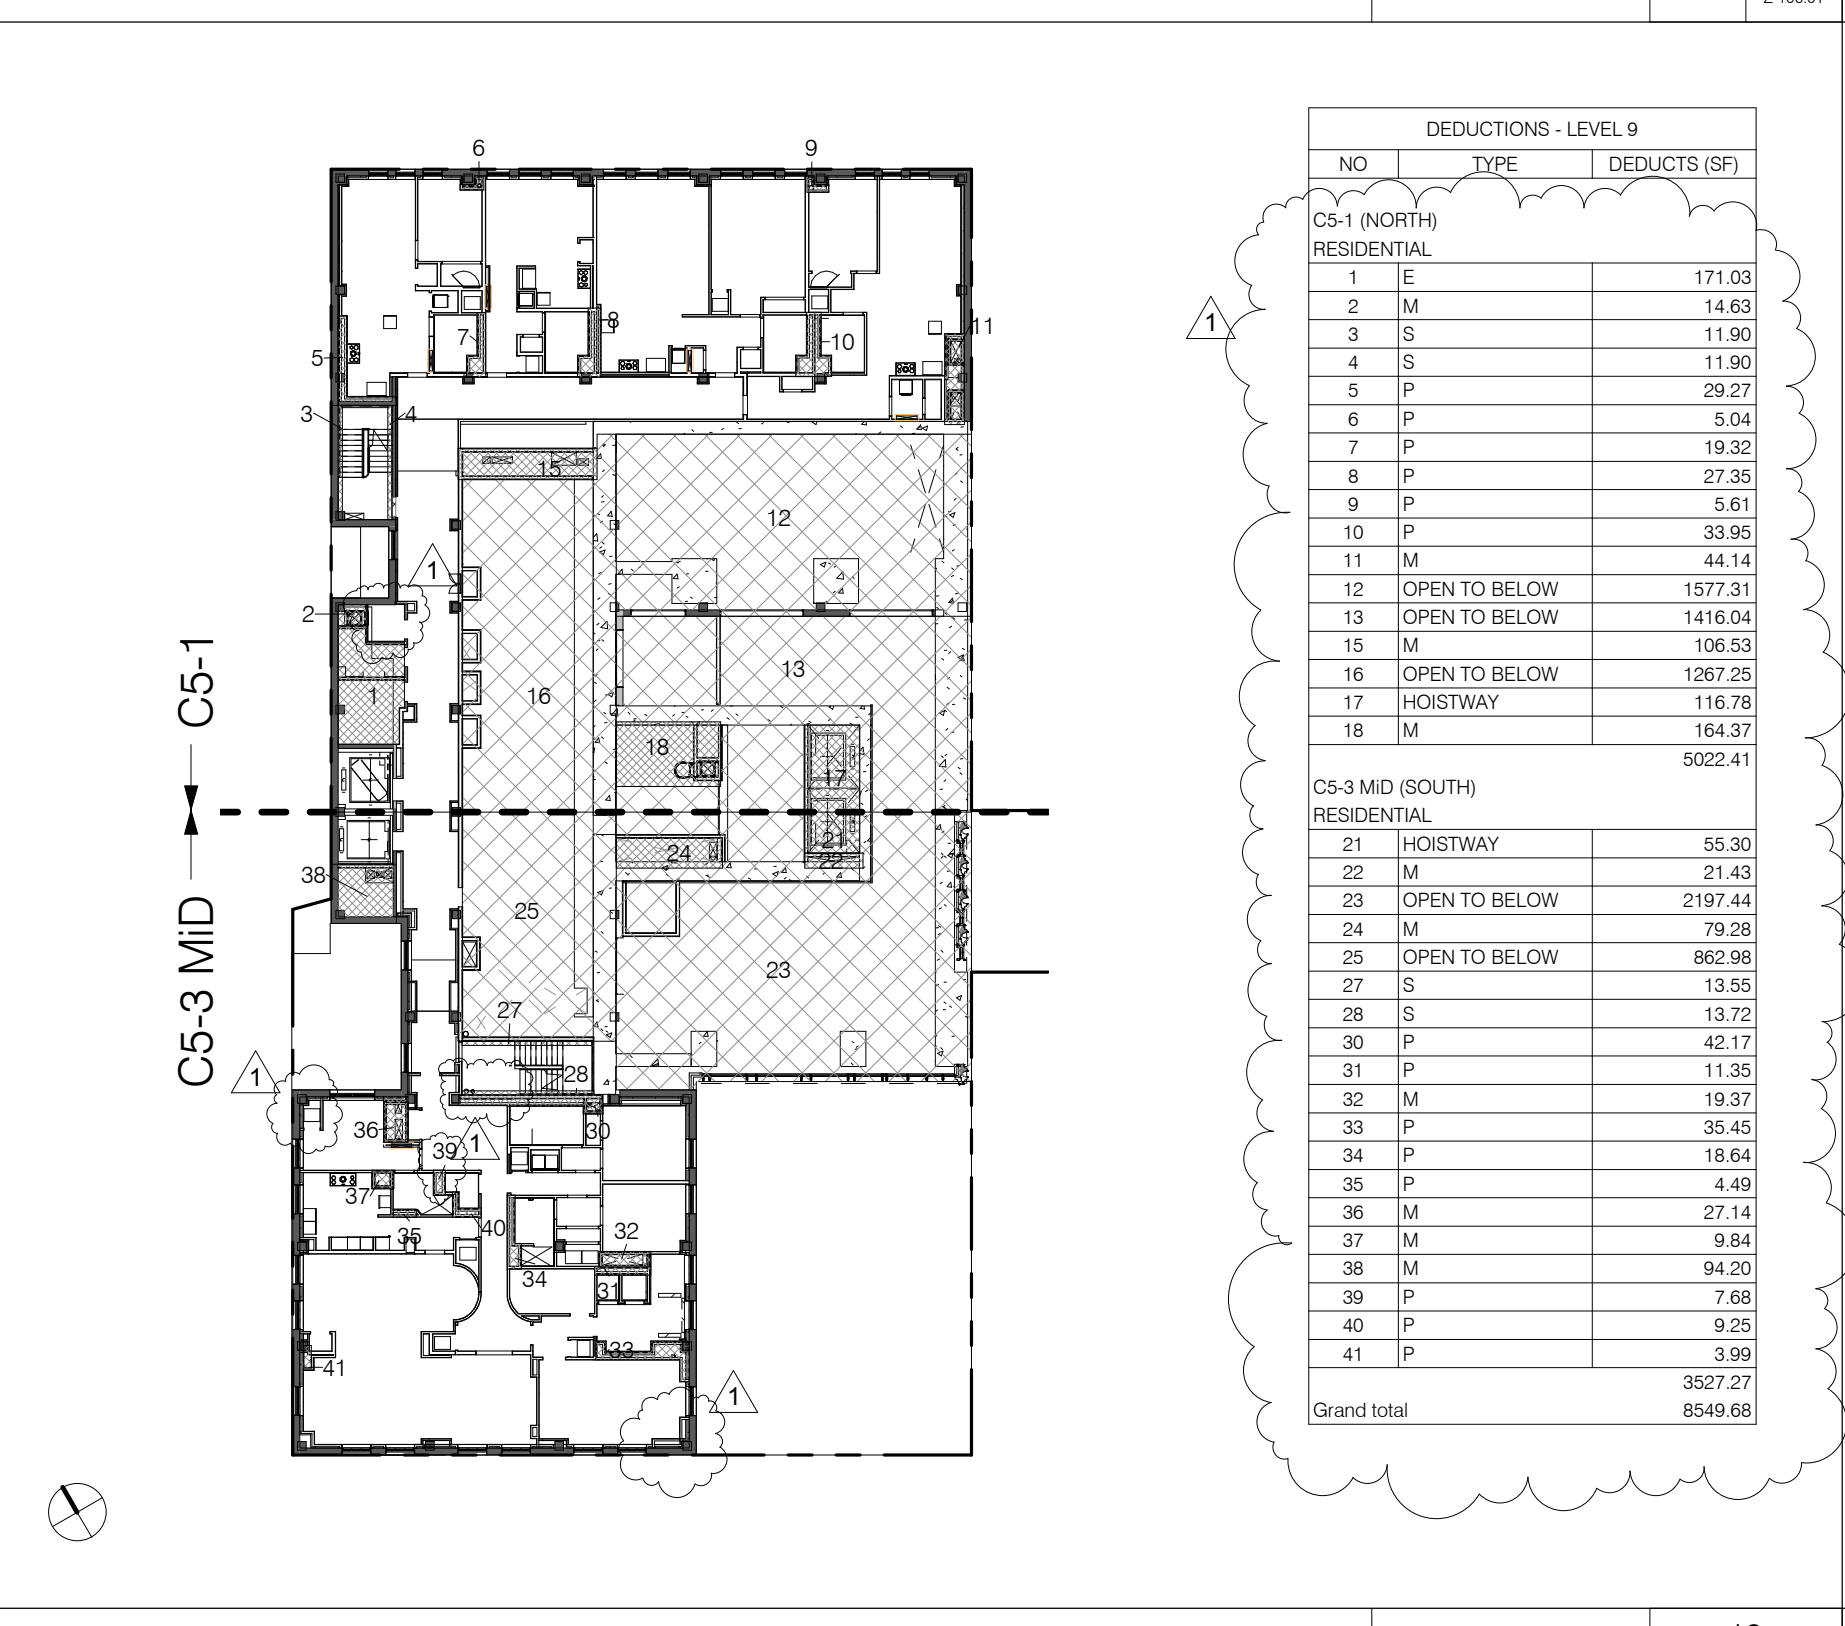 DEDUCTIONS - LEVEL 9
NO TYPE DEDUCTS (SF)
C5-1 (NORTH)
RESIDENTIAL
1 E 171.03
2 M 14.63
3 S 11.90
4 S 11.90
5 P 29.27
6 P 5.04
7 P 19.32
8 P 27.35
9 P 5.61
10 P 33.95
11 M 44.14
12 OPEN TO BELOW 1577.31
13 OPEN TO BELOW 1416.04
15 M 106.53
16 OPEN TO BELOW 1267.25
17 HOISTWAY 116.78
18 M 164.37
5022.41
C5-3 MiD (SOUTH)
RESIDENTIAL
21 HOISTWAY 55.30
22 M 21.43
23 OPEN TO BELOW 2197.44
24 M 79.28
25 OPEN TO BELOW 862.98
27 S 13.55
28 S 13.72
30 P 42.17
31 P 11.35
32 M 19.37
33 P 35.45
34 P 18.64
35 P 4.49
36 M 27.14
37 M 9.84
38 M 94.20
39 P 7.68
40 P 9.25
41 P 3.99
3527.27
Grand total 8549.68
1
6
9
5
7
8
10
11
3
4
15
12
1
2
1
16
13
18
17
C5-1
C5-3 MiD
21
22
24
38
25
23
27
28
1
36
39
1
30
37
35
40
32
34
31
33
41
1